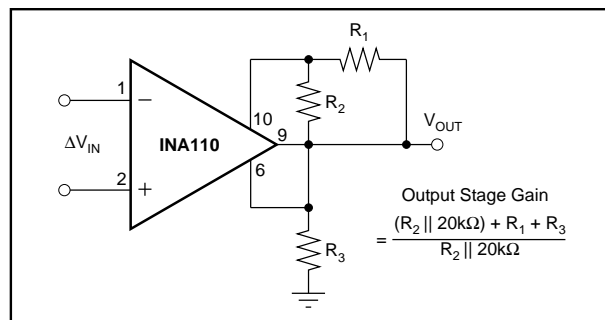 R1
1
−
10
R2
INA110
9
VOUT
ΔVIN
6
2
+
Output Stage Gain
= (R2 || 20kΩ) + R1 + R3
R2 || 20kΩ
R3